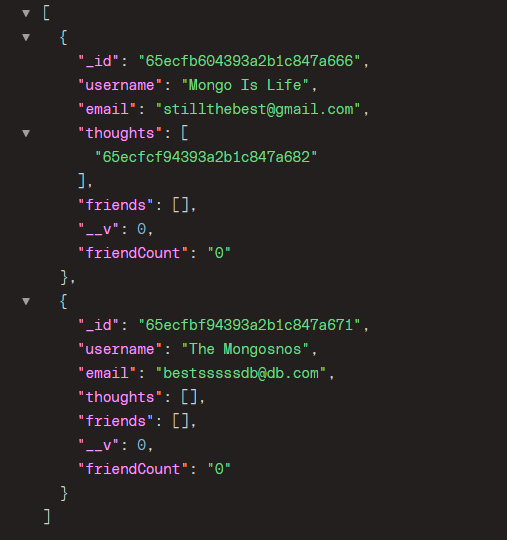 [
{
"_id": "65ecfb604393a2b1c847a666",
"username": "Mongo Is Life",
"email": "stillthebest@gmail.com",
"thoughts": [
"65ecfcf94393a2b1c847a682"
],
"friends": [],
"__v": 0,
"friendCount": "0"
},
{
"_id": "65ecfbf94393a2b1c847a671",
"username": "The Mongosnos",
"email": "bestsssssdb@db.com",
"thoughts": [],
"friends": [],
"__v": 0,
"friendCount": "0"
}
]